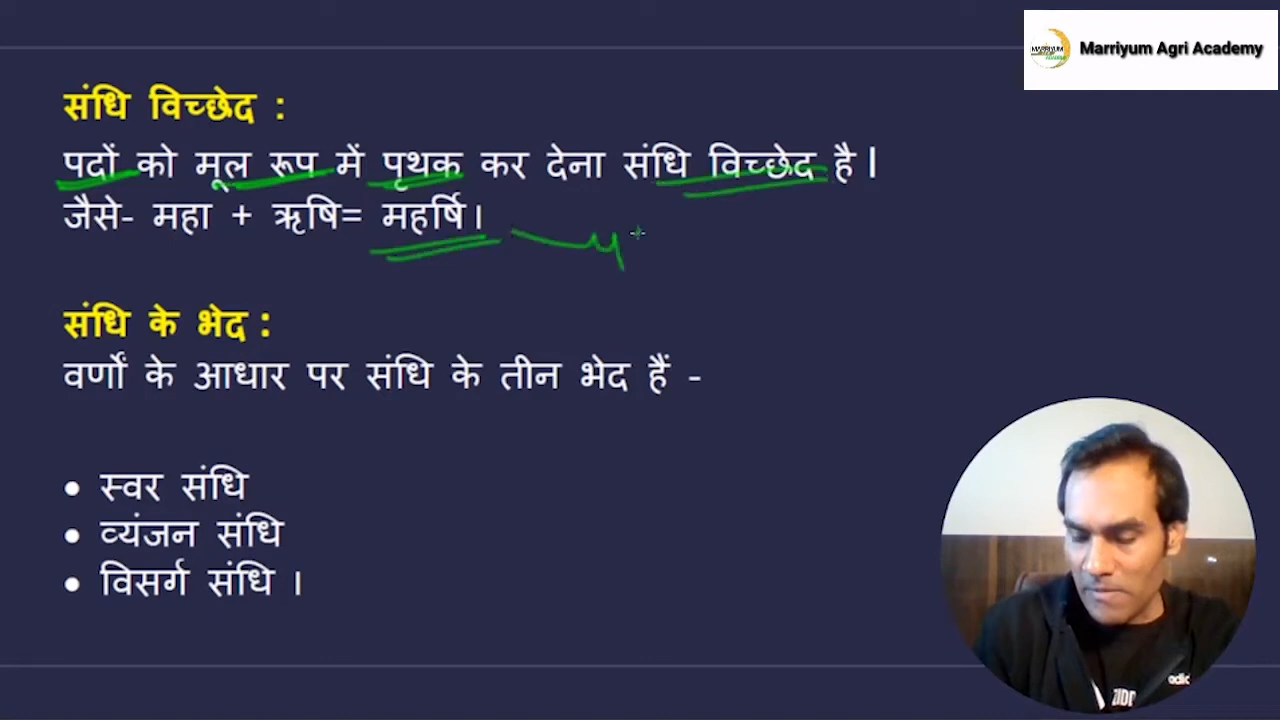 Marriyum Agri Academy
संधि विच्छेद :
पदों को मूल रूप में पृथक कर देना संधि विच्छेद है।
जैसे- महा + ऋषि= महर्षि।
संधि के भेद :
वर्णों के आधार पर संधि के तीन भेद हैं -
• स्वर संधि
• व्यंजन संधि
• विसर्ग संधि ।